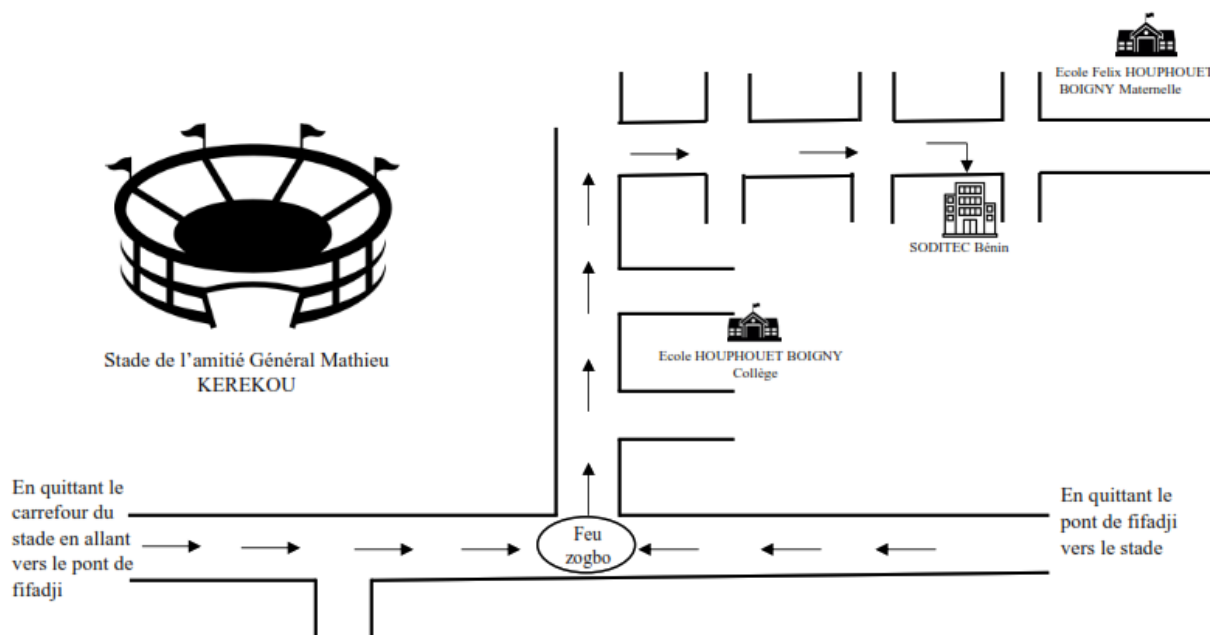 Ecole Felix HOUPHOUET
BOIGNY Maternelle
SODITEC Bénin
Stade de l'amitié Général Mathieu
KEREKOU
Ecole HOUPHOUET BOIGNY
Collège
En quittant le
carrefour du
stade en allant
vers le pont de
fifadji
Feu
zogbo
En quittant le
pont de fifadji
vers le stade